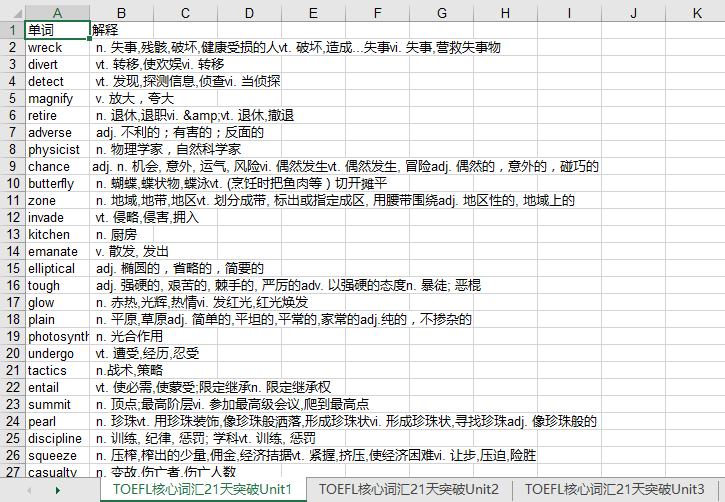 A B C D E F G H I J K
1 单词 解释
2 wreck n. 失事,残骸,破坏,健康受损的人vt. 破坏,造成...失事vi. 失事,营救失事物
3 divert vt. 转移,使欢娱vi. 转移
4 detect vt. 发现,探测信息,侦查vi. 当侦探
5 magnify v. 放大，夸大
6 retire n. 退休,退职vi. &amp;vt. 退休,撤退
7 adverse adj. 不利的；有害的；反面的
8 physicist n. 物理学家，自然科学家
9 chance adj. n. 机会, 意外, 运气, 风险vi. 偶然发生vt. 偶然发生, 冒险adj. 偶然的，意外的，碰巧的
10 butterfly n. 蝴蝶,蝶状物,蝶泳vt. (烹饪时把鱼肉等）切开摊平
11 zone n. 地域,地带,地区vt. 划分成带, 标出或指定成区, 用腰带围绕adj. 地区性的, 地域上的
12 invade vt. 侵略,侵害,拥入
13 kitchen n. 厨房
14 emanate v. 散发, 发出
15 elliptical adj. 椭圆的，省略的，简要的
16 tough adj. 强硬的, 艰苦的, 棘手的, 严厉的adv. 以强硬的态度n. 暴徒; 恶棍
17 glow n. 赤热,光辉,热情vi. 发红光,红光焕发
18 plain n. 平原,草原adj. 简单的,平坦的,平常的,家常的adj.纯的，不掺杂的
19 photosynth n. 光合作用
20 undergo vt. 遭受,经历,忍受
21 tactics n.战术,策略
22 entail vt. 使必需,使蒙受;限定继承n. 限定继承权
23 summit n. 顶点;最高阶层vi. 参加最高级会议,爬到最高点
24 pearl n. 珍珠vt. 用珍珠装饰,像珍珠般洒落,形成珍珠状vi. 形成珍珠状,寻找珍珠adj. 像珍珠般的
25 discipline n. 训练, 纪律, 惩罚; 学科vt. 训练, 惩罚
26 squeeze n. 压榨,榨出的少量,佣金,经济拮据vt. 紧握,挤压,使经济困难vi. 让步,压迫,险胜
27 casualty n. 变故,伤亡者,伤亡人数
TOEFL核心词汇21天突破Unit1 TOEFL核心词汇21天突破Unit2 TOEFL核心词汇21天突破Unit3